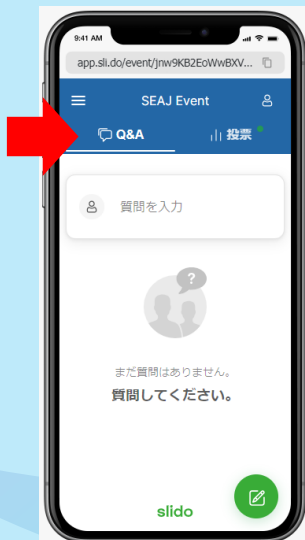 9:41 AM
app.sli.do/event/jnw9KB2EoWwBXV...
SEAJ Event
Q&A
投票
質問を入力
?
まだ質問はありません。
質問してください。
slido